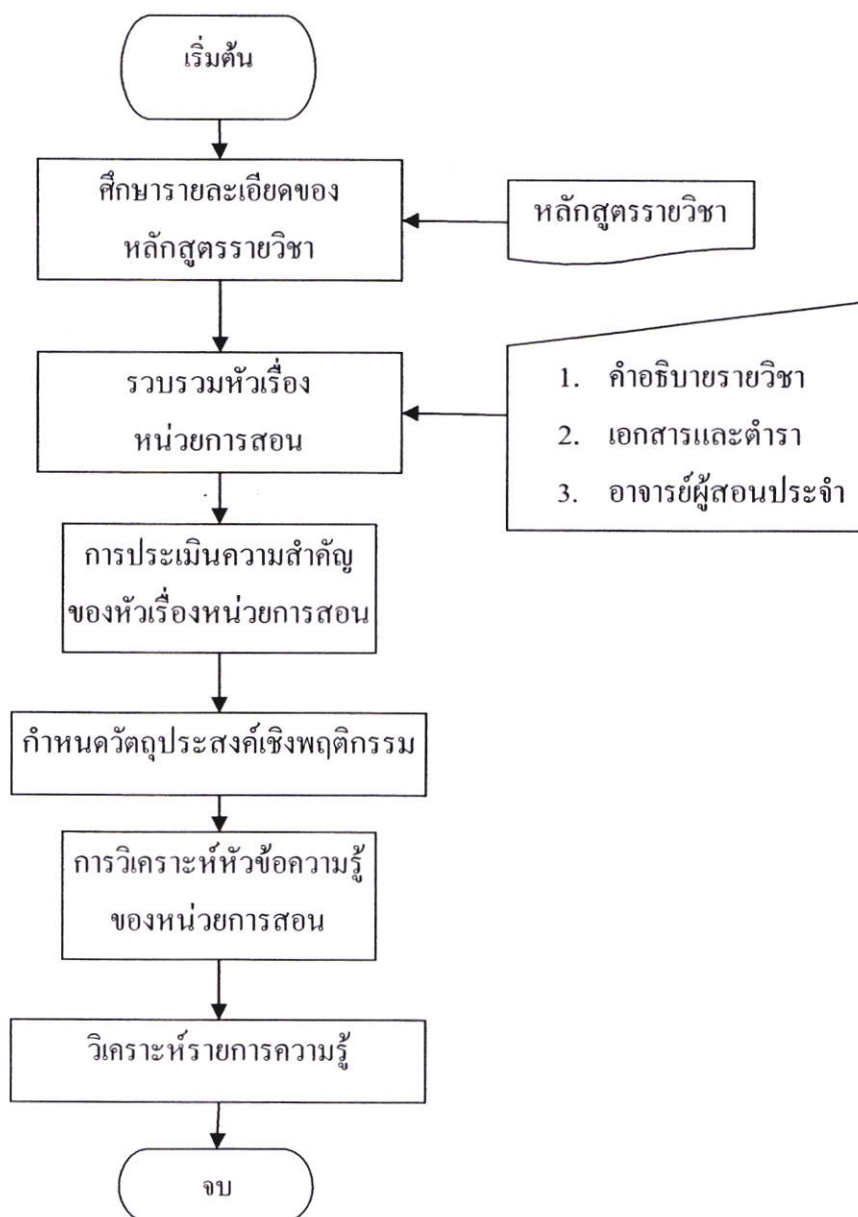 เริ่มต้น
ศึกษารายละเอียดของ
หลักสูตรรายวิชา
หลักสูตรรายวิชา
รวบรวมหัวเรื่อง
หน่วยการสอน
1. คำอธิบายรายวิชา
2. เอกสารและตำรา
3. อาจารย์ผู้สอนประจำ
การประเมินความสำคัญ
ของหัวเรื่องหน่วยการสอน
กำหนดวัตถุประสงค์เชิงพฤติกรรม
การวิเคราะห์หัวข้อความรู้
ของหน่วยการสอน
วิเคราะห์รายการความรู้
จบ